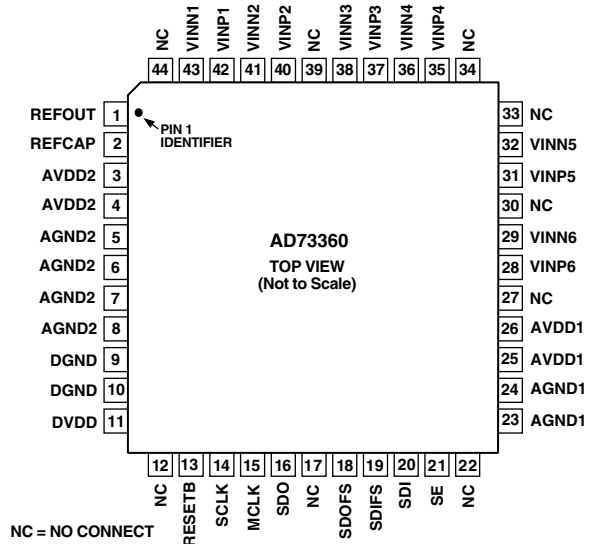 NC VINN1 VINP1 VINN2 VINP2 NC VINN3 VINP3 VINN4 VINP4 NC
44 43 42 41 40 39 38 37 36 35 34
REFOUT 1
REFCAP 2
AVDD2 3
AVDD2 4
AGND2 5
AGND2 6
AGND2 7
AGND2 8
DGND 9
DGND 10
DVDD 11
PIN 1
IDENTIFIER
AD73360
TOP VIEW
(Not to Scale)
33 NC
32 VINN5
31 VINP5
30 NC
29 VINN6
28 VINP6
27 NC
26 AVDD1
25 AVDD1
24 AGND1
23 AGND1
12 13 14 15 16 17 18 19 20 21 22
NC RESETB SCLK MCLK SDO NC SDOFS SDIFS SDI SE NC
NC = NO CONNECT